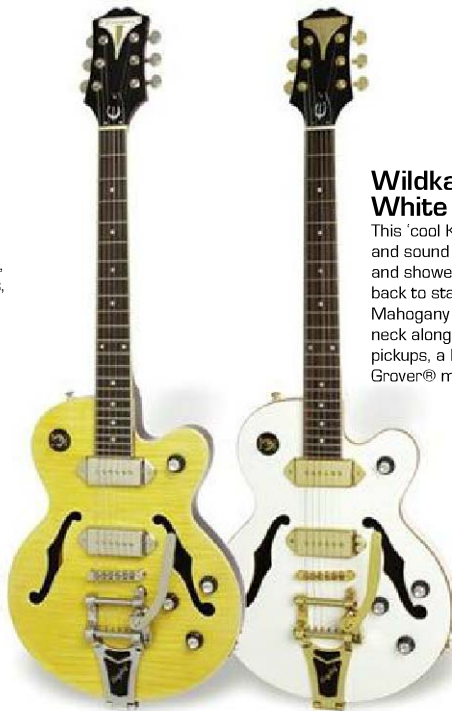 Wildka
White
This 'cool K
and sound
and showe
back to sta
Mahogany
neck along
pickups, a
Grover® m